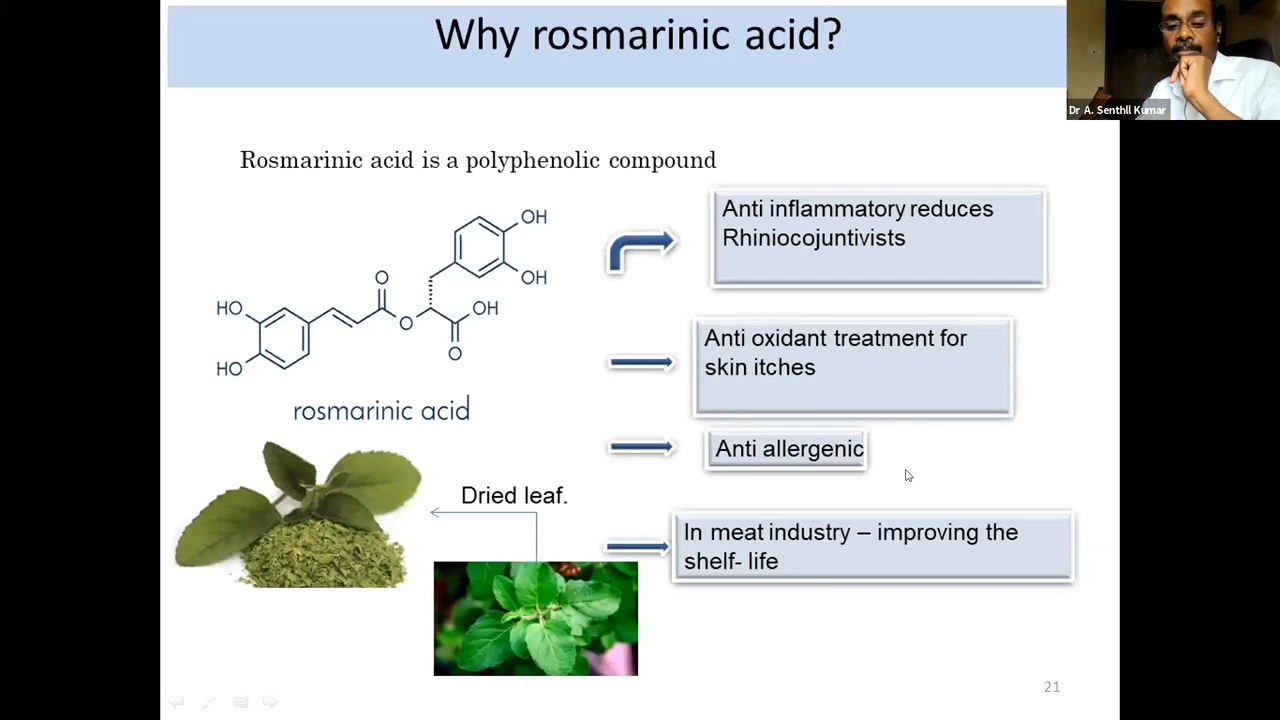 Why rosmarinic acid?
Dr A. Senthil Kumar
Rosmarinic acid is a polyphenolic compound
Anti inflammatory reduces
Rhiniocojuntivists
OH
OH
O
HO
OH
O
O
HO
rosmarinic acid
Anti oxidant treatment for
skin itches
Anti allergenic
Dried leaf.
In meat industry – improving the
shelf- life
21